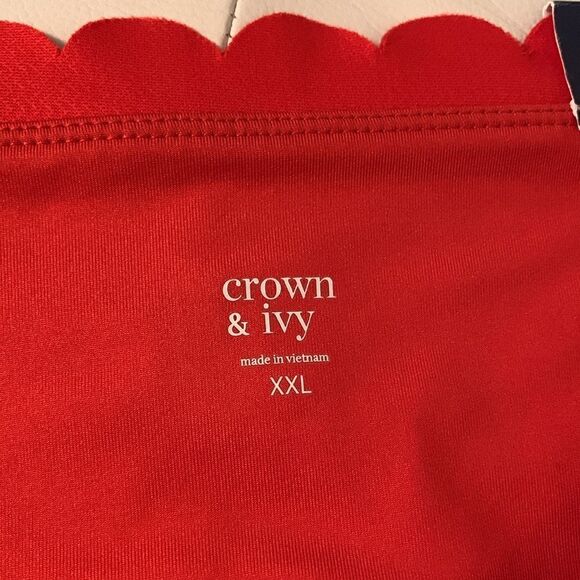 crown
& ivy
made in vietnam
XXL